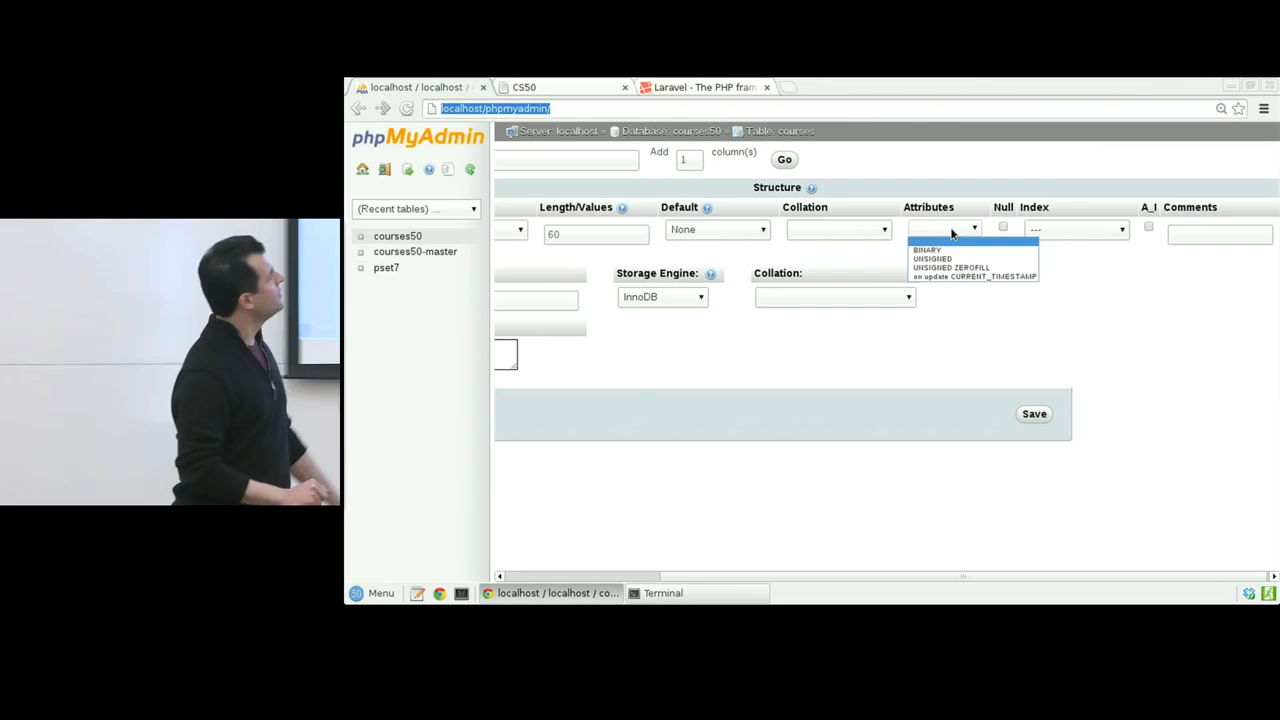 localhost / localhost /
CS50
Laravel - The PHP fram
localhost/phpmyadmin/
phpMyAdmin
Server: localhost » Database: courses50 » Table: courses
Add 1 column(s) Go
Structure
(Recent tables) ...
Length/Values Default Collation Attributes Null Index A_I Comments
60 None ---
courses50
courses50-master
pset7
BINARY
UNSIGNED
UNSIGNED ZEROFILL
on update CURRENT_TIMESTAMP
Storage Engine: Collation:
InnoDB
Save
50 Menu
localhost / localhost / co...
Terminal